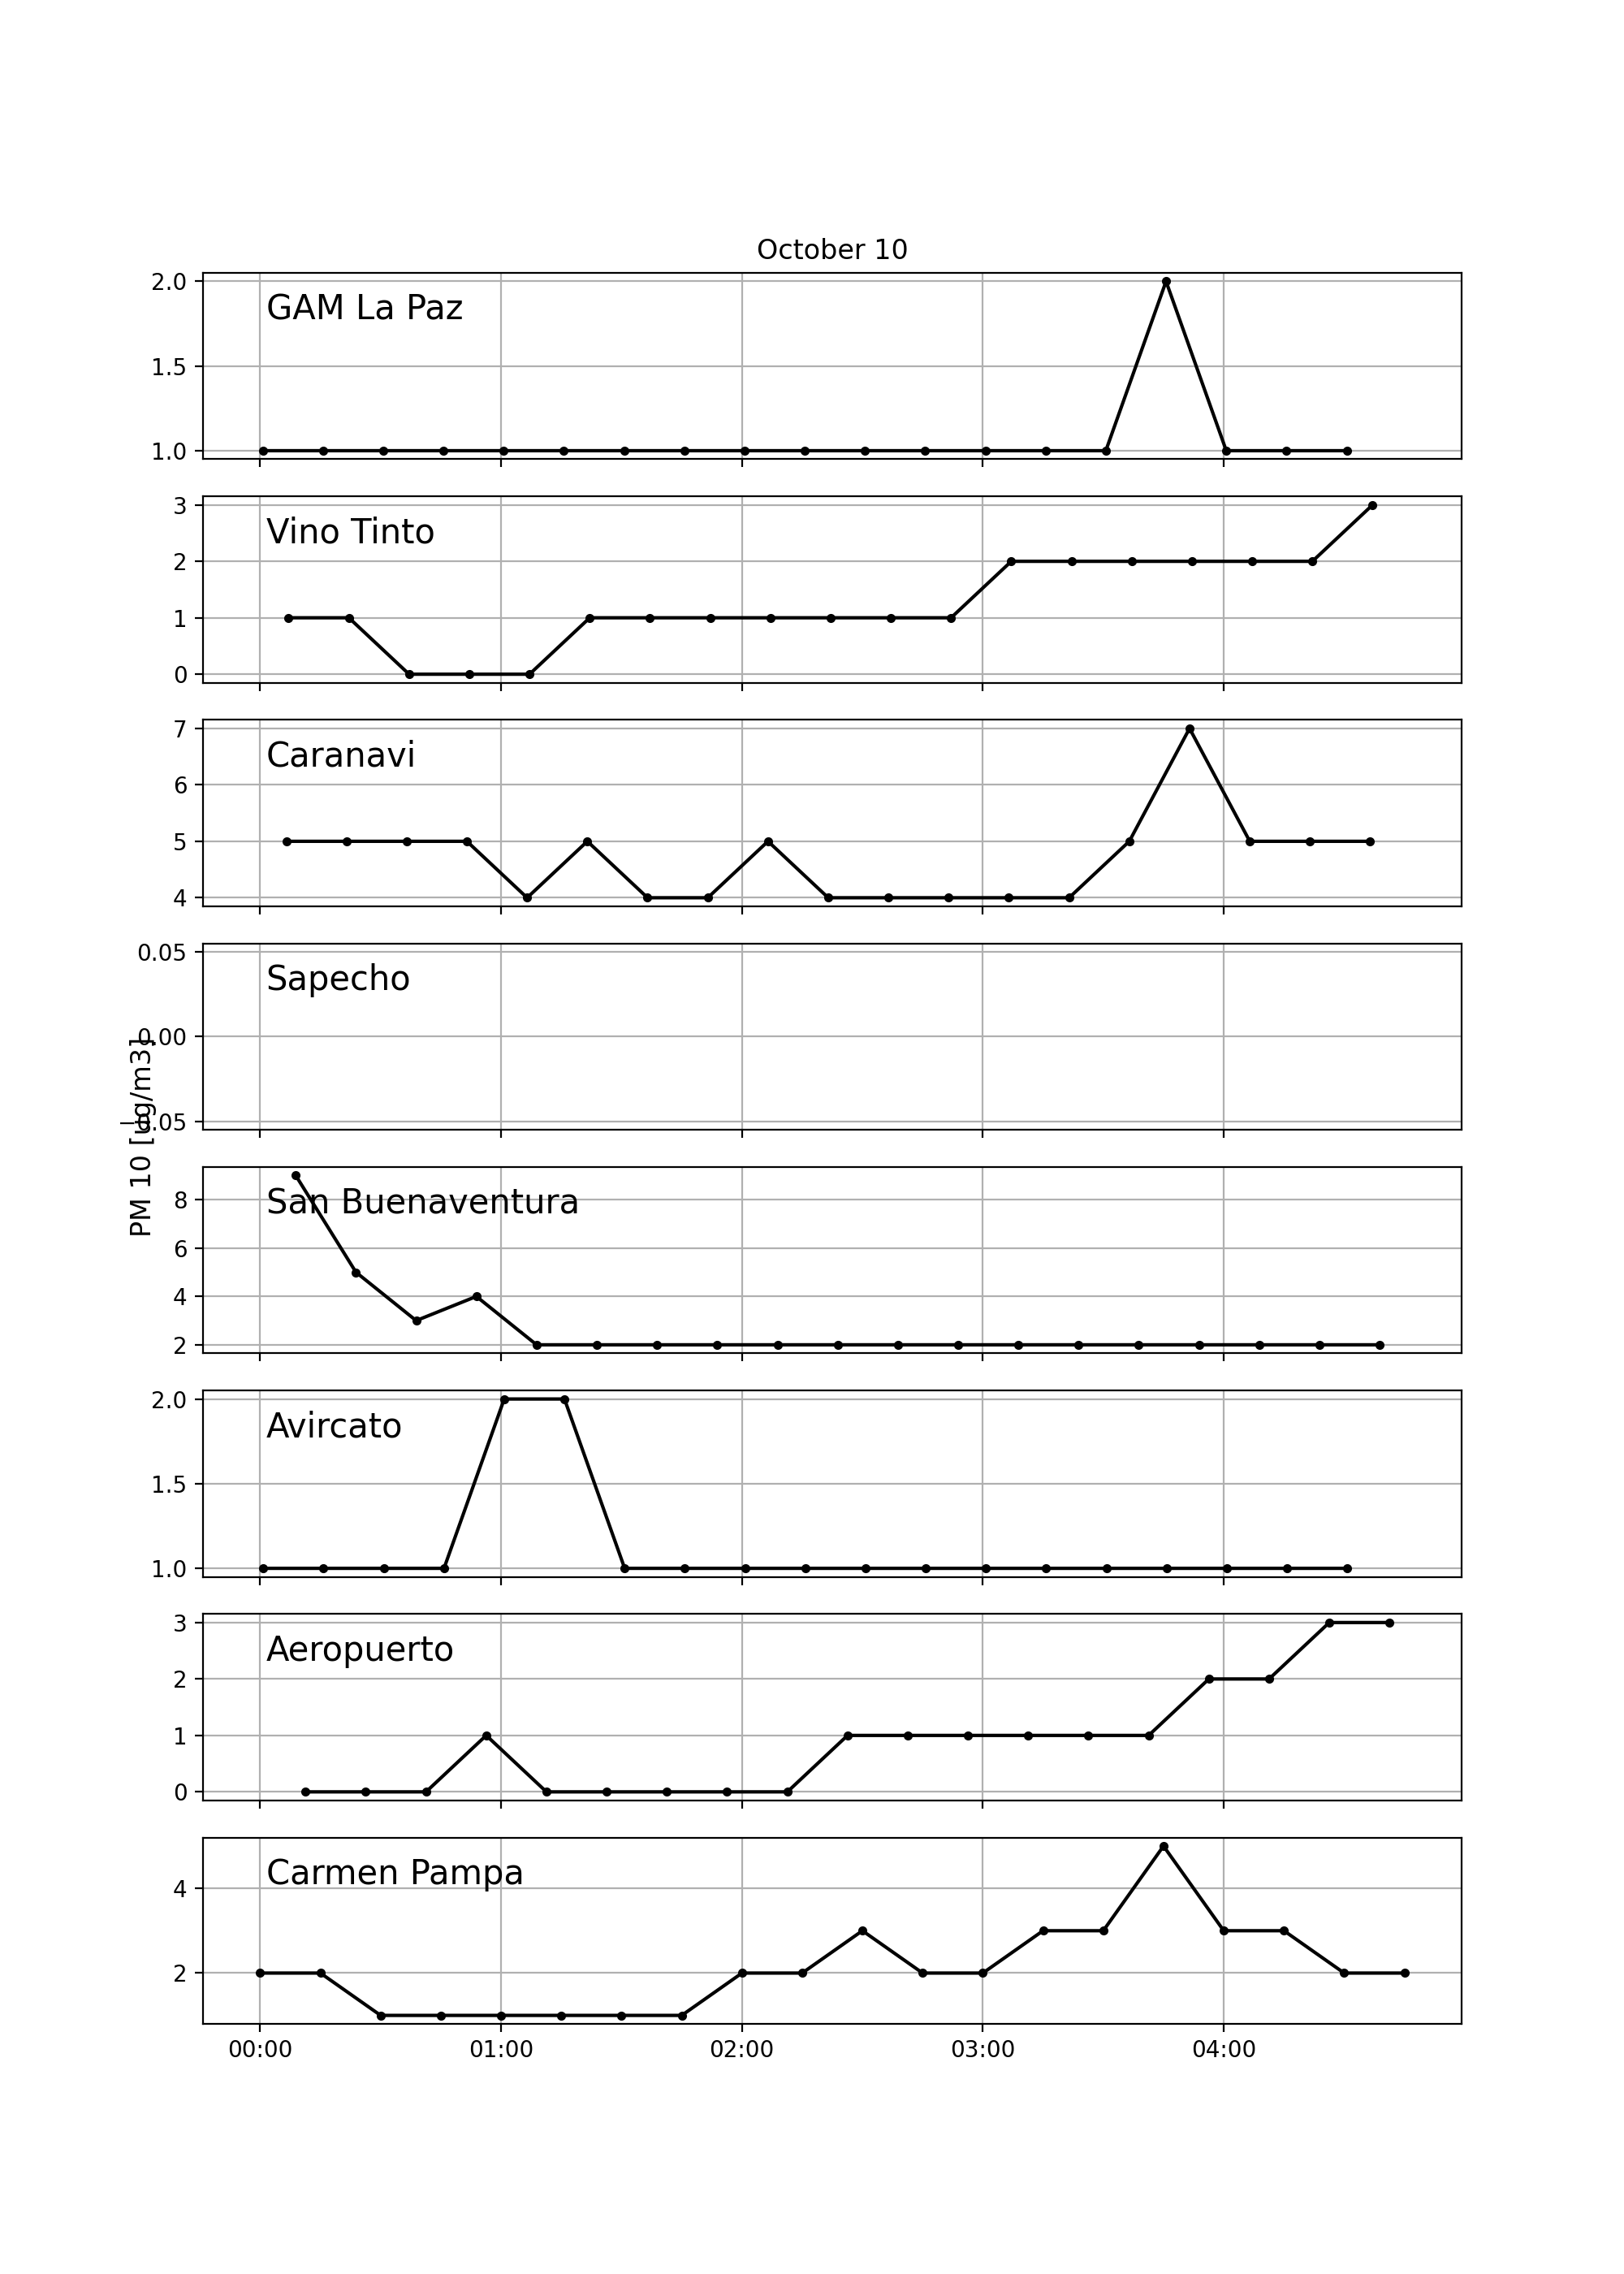 October 10
2.0
GAM La Paz
1.5
1.0
3
Vino Tinto
2
1
0
7
Caranavi
6
5
4
0.05
Sapecho
0.00
−0.05
PM 10 [ug/m3]
San Buenaventura
8
6
4
2
2.0
Avircato
1.5
1.0
3
Aeropuerto
2
1
0
Carmen Pampa
4
2
00:00 01:00 02:00 03:00 04:00